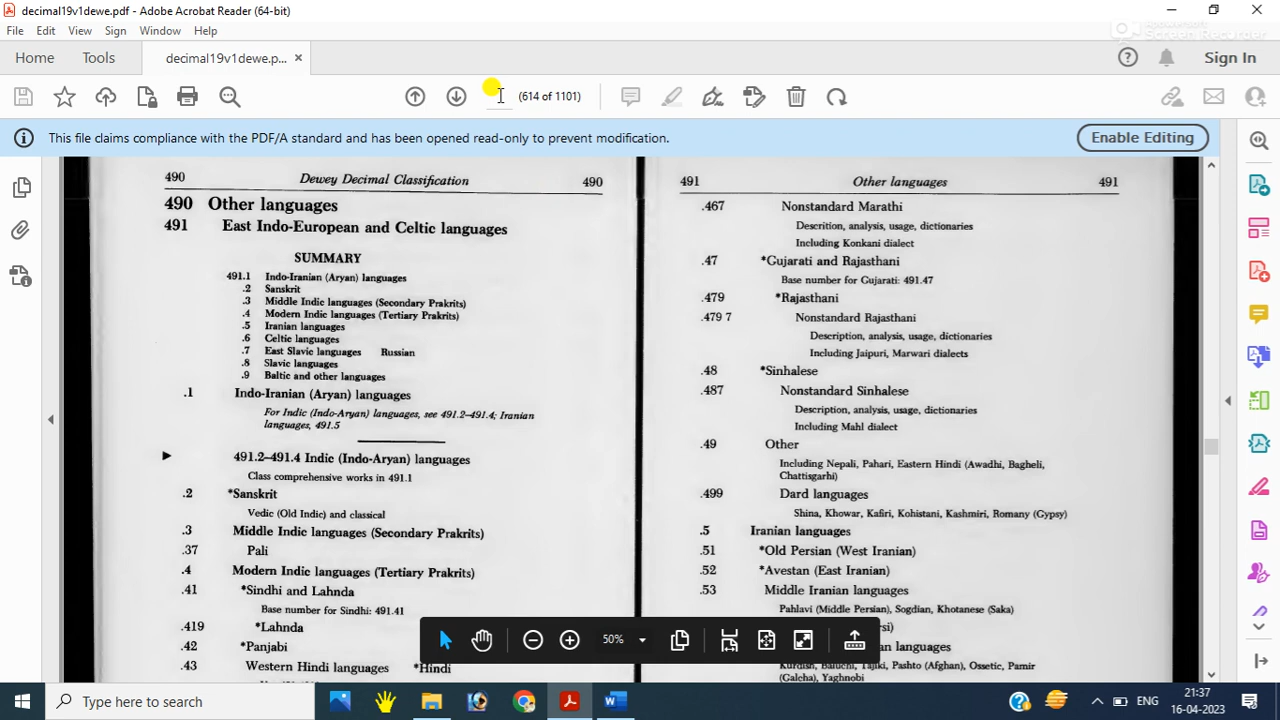 decimal19v1dewe.pdf - Adobe Acrobat Reader (64-bit)
File Edit View Sign Window Help
Screen Recorder
Home Tools decimal19v1dewe.p... × Sign In
(614 of 1101)
This file claims compliance with the PDF/A standard and has been opened read-only to prevent modification.
Enable Editing
490 Dewey Decimal Classification 490
490 Other languages
491 East Indo-European and Celtic languages
SUMMARY
491.1 Indo-Iranian (Aryan) languages
.2 Sanskrit
.3 Middle Indic languages (Secondary Prakrits)
.4 Modern Indic languages (Tertiary Prakrits)
.5 Iranian languages
.6 Celtic languages
.7 East Slavic languages Russian
.8 Slavic languages
.9 Baltic and other languages
.1 Indo-Iranian (Aryan) languages
For Indic (Indo-Aryan) languages, see 491.2–491.4; Iranian
languages, 491.5
491.2–491.4 Indic (Indo-Aryan) languages
Class comprehensive works in 491.1
.2 *Sanskrit
Vedic (Old Indic) and classical
.3 Middle Indic languages (Secondary Prakrits)
.37 Pali
.4 Modern Indic languages (Tertiary Prakrits)
.41 *Sindhi and Lahnda
Base number for Sindhi: 491.41
.419 *Lahnda
.42 *Panjabi
.43 Western Hindi languages *Hindi
491 Other languages 491
.467 Nonstandard Marathi
Descrition, analysis, usage, dictionaries
Including Konkani dialect
.47 *Gujarati and Rajasthani
Base number for Gujarati: 491.47
.479 *Rajasthani
.479 7 Nonstandard Rajasthani
Description, analysis, usage, dictionaries
Including Jaipuri, Marwari dialects
.48 *Sinhalese
.487 Nonstandard Sinhalese
Description, analysis, usage, dictionaries
Including Mahl dialect
.49 Other
Including Nepali, Pahari, Eastern Hindi (Awadhi, Bagheli,
Chattisgarhi)
.499 Dard languages
Shina, Khowar, Kafiri, Kohistani, Kashmiri, Romany (Gypsy)
.5 Iranian languages
.51 *Old Persian (West Iranian)
.52 *Avestan (East Iranian)
.53 Middle Iranian languages
Pahlavi (Middle Persian), Sogdian, Khotanese (Saka)
languages
Kurdish, Baluchi, Tajiki, Pashto (Afghan), Ossetic, Pamir
(Galcha), Yaghnobi
50%
Type here to search
ENG
21:37
16-04-2023